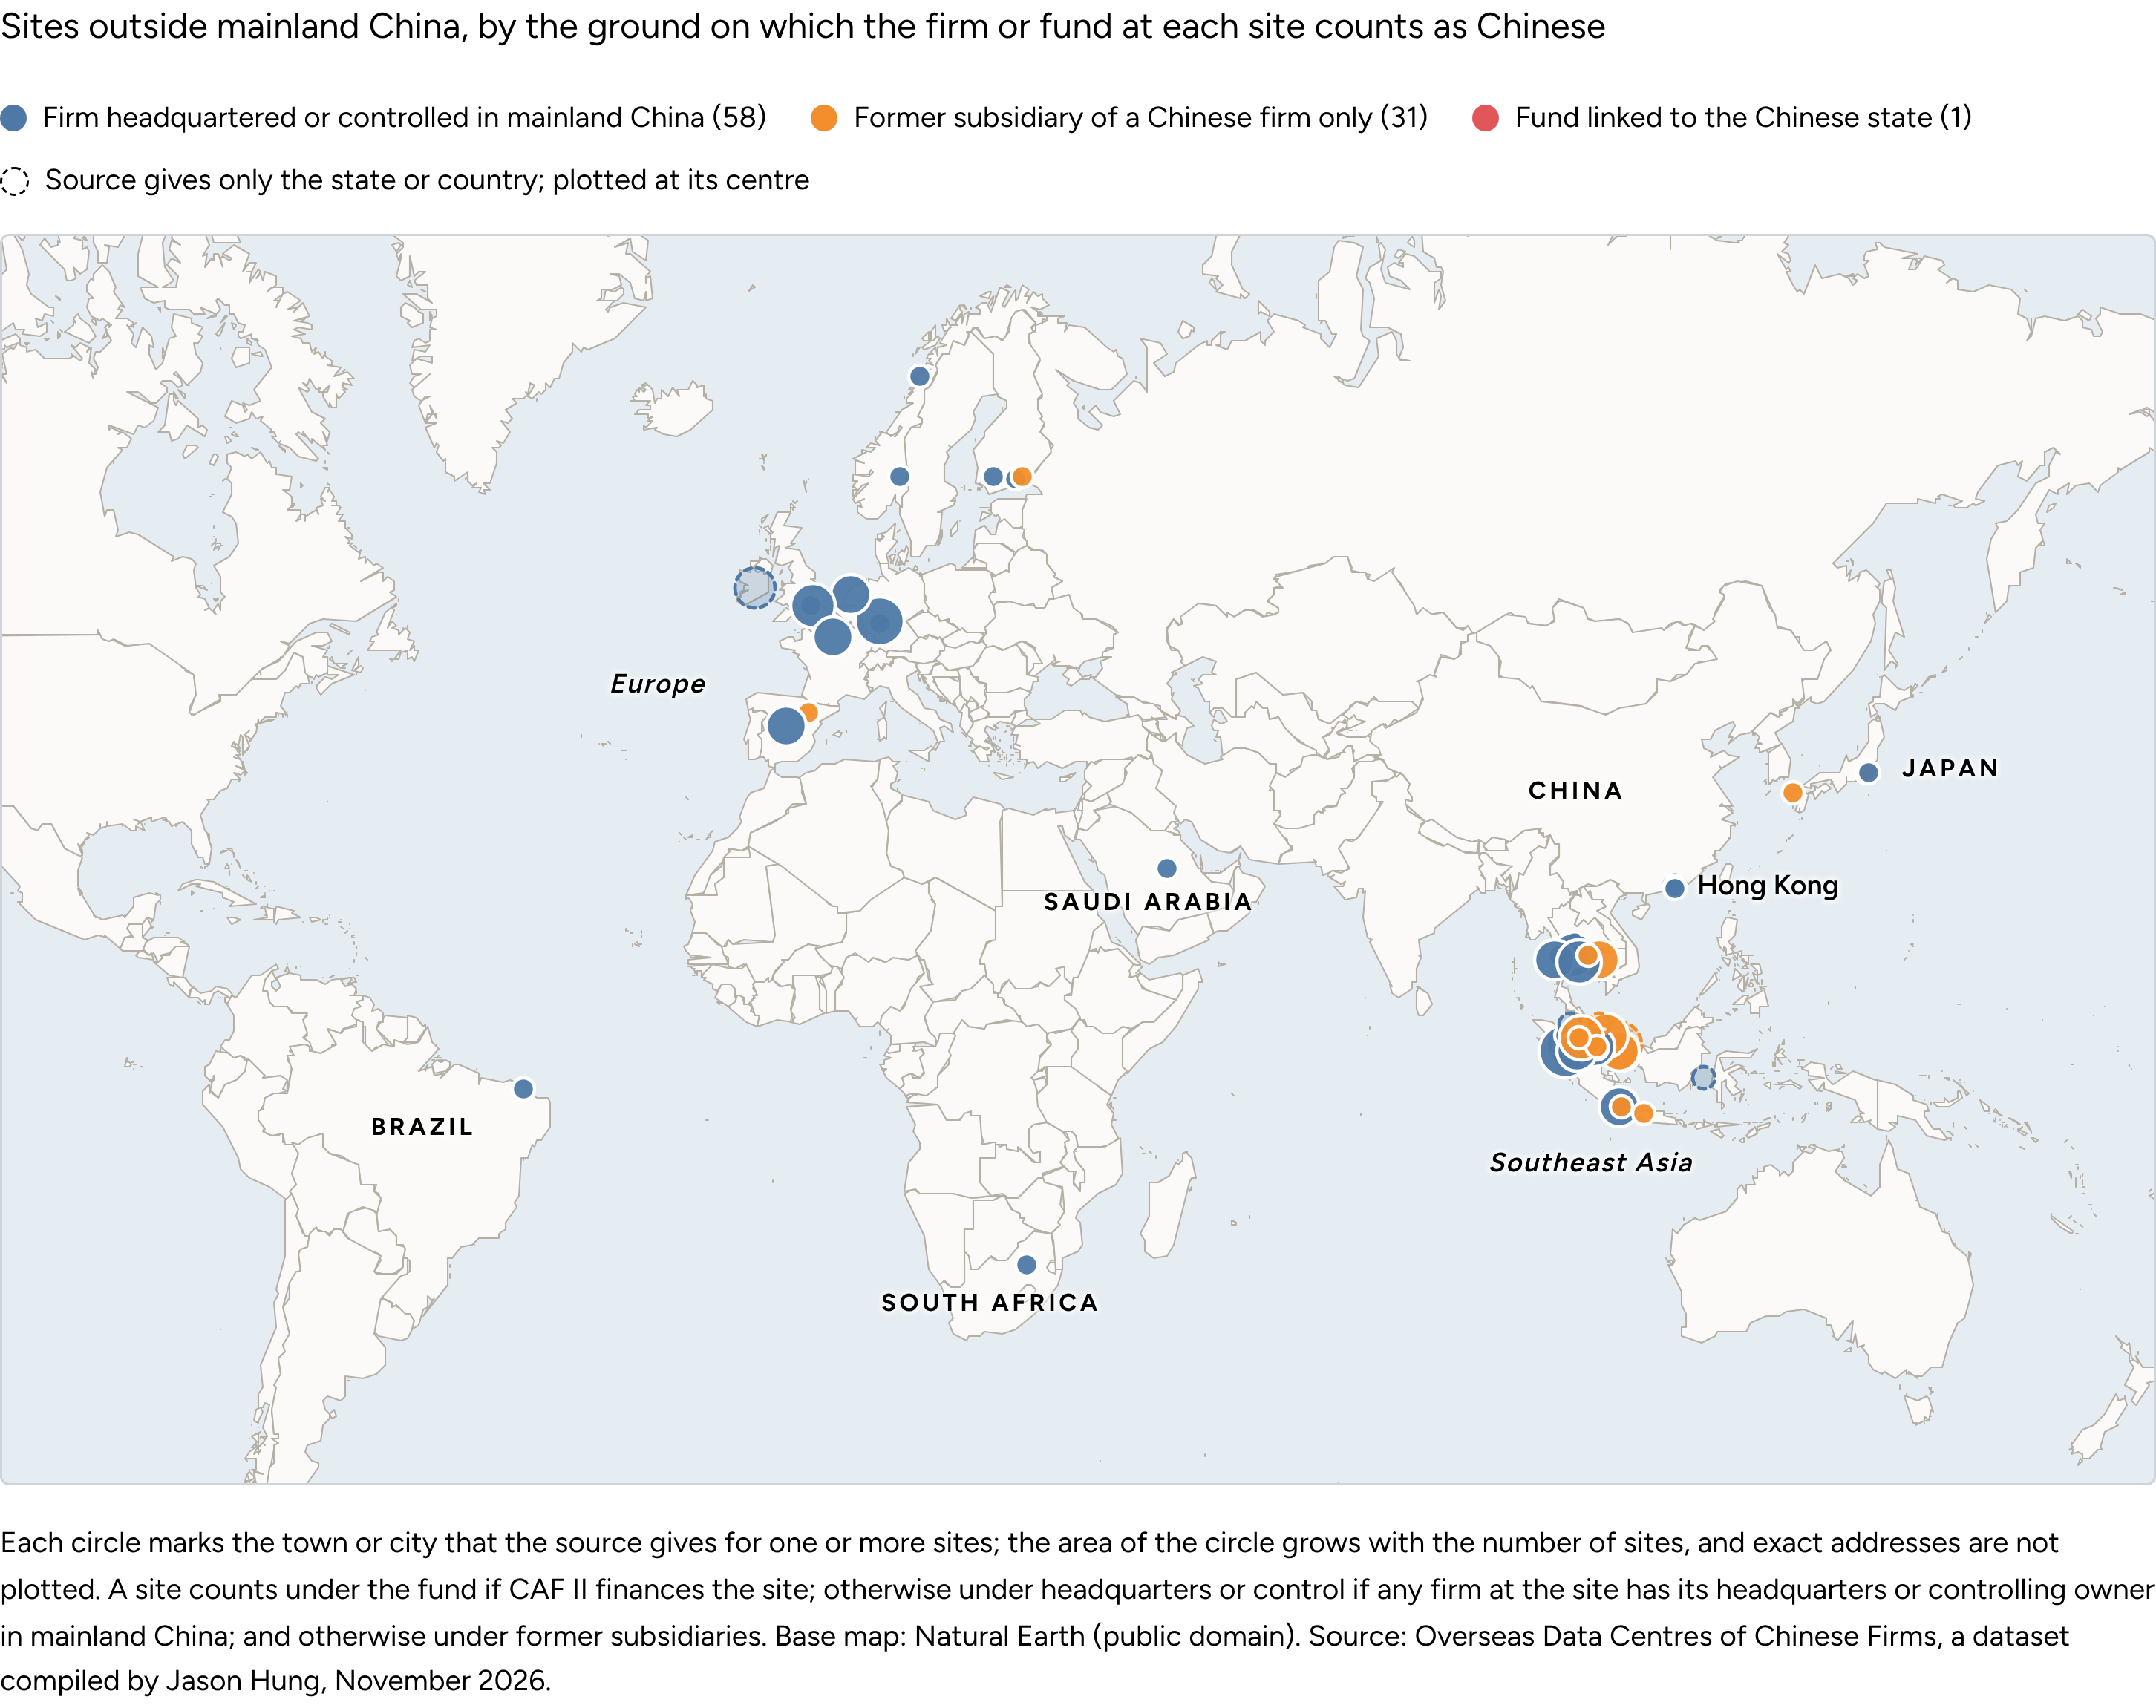 Sites outside mainland China, by the ground on which the firm or fund at each site counts as Chinese
Firm headquartered or controlled in mainland China (58)
Former subsidiary of a Chinese firm only (31)
Fund linked to the Chinese state (1)
Source gives only the state or country; plotted at its centre
Europe
JAPAN
CHINA
Hong Kong
SAUDI ARABIA
BRAZIL
Southeast Asia
SOUTH AFRICA
Each circle marks the town or city that the source gives for one or more sites; the area of the circle grows with the number of sites, and exact addresses are not
plotted. A site counts under the fund if CAF II finances the site; otherwise under headquarters or control if any firm at the site has its headquarters or controlling owner
in mainland China; and otherwise under former subsidiaries. Base map: Natural Earth (public domain). Source: Overseas Data Centres of Chinese Firms, a dataset
compiled by Jason Hung, November 2026.